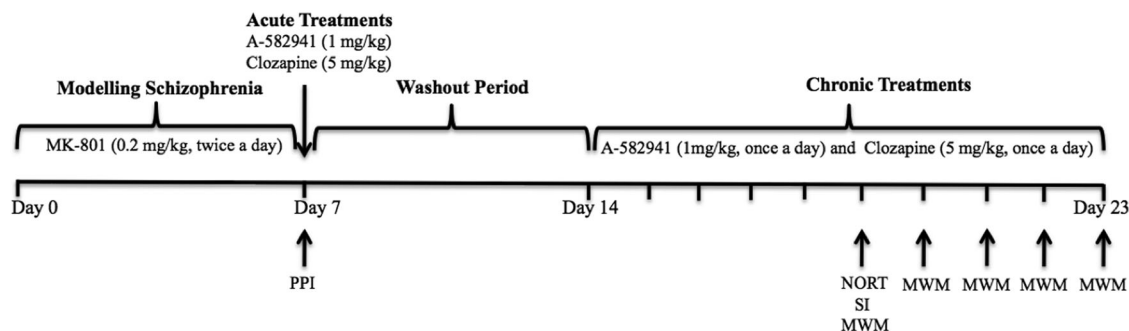 Acute Treatments
A-582941 (1 mg/kg)
Clozapine (5 mg/kg)
Modelling Schizophrenia
Washout Period
Chronic Treatments
MK-801 (0.2 mg/kg, twice a day)
A-582941 (1mg/kg, once a day) and Clozapine (5 mg/kg, once a day)
Day 0
Day 7
Day 14
Day 23
PPI
NORT
SI
MWM
MWM
MWM
MWM
MWM